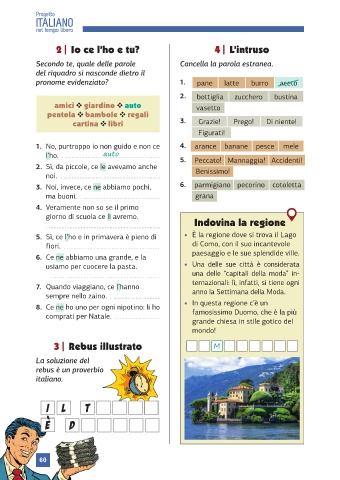 Progetto
ITALIANO
nel tempo libero
2| Io ce l'ho e tu?
Secondo te, quale delle parole
del riquadro si nasconde dietro il
pronome evidenziato?
amici ❖ giardino ❖ auto
pentola ❖ bambole ❖ regali
cartina ❖ libri
1. No, purtroppo io non guido e non ce
l'ho. auto
2. Sì, da piccole, ce le avevamo anche
noi.
3. Noi, invece, ce ne abbiamo pochi,
ma buoni.
4. Veramente non so se il primo
giorno di scuola ce li avremo.
5. Sì, ce l'ho e in primavera è pieno di
fiori.
6. Ce ne abbiamo una grande, e la
usiamo per cuocere la pasta.
7. Quando viaggiano, ce l'hanno
sempre nello zaino.
8. Ce ne ho uno per ogni nipotino: li ho
comprati per Natale.
3| Rebus illustrato
La soluzione del
rebus è un proverbio
italiano.
I L T
È D
60
4| L'intruso
Cancella la parola estranea.
1. pane latte burro aceto
2. bottiglia zucchero bustina
vasetto
3. Grazie! Prego! Di niente!
Figurati!
4. arance banane pesce mele
5. Peccato! Mannaggia! Accidenti!
Benissimo!
6. parmigiano pecorino cotoletta
grana
Indovina la regione
• È la regione dove si trova il Lago
di Como, con il suo incantevole
paesaggio e le sue splendide ville.
• Una delle sue città è considerata
una delle "capitali della moda" in-
ternazionali: lì, infatti, si tiene ogni
anno la Settimana della Moda.
• In questa regione c'è un
famosissimo Duomo, che è la più
grande chiesa in stile gotico del
mondo!
M